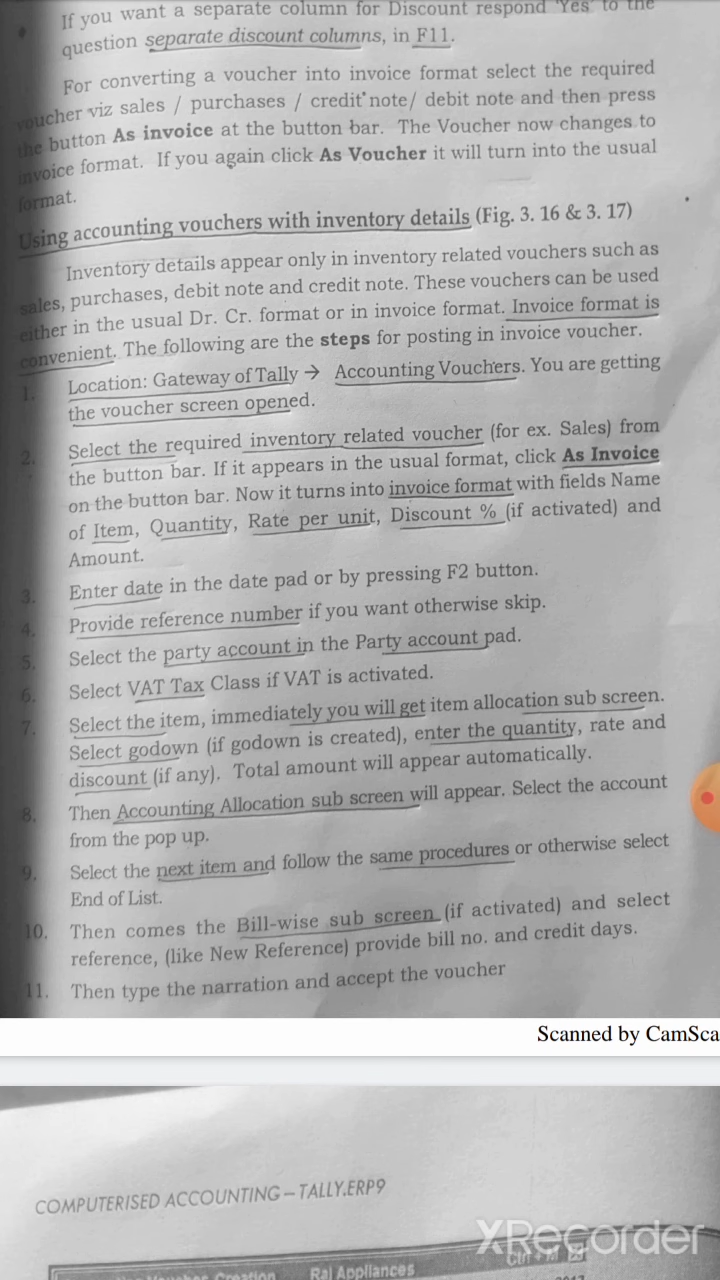 If you want a separate column for Discount respond 'Yes' to the
question separate discount columns, in F11.
For converting a voucher into invoice format select the required
voucher viz sales / purchases / credit note/ debit note and then press
the button As invoice at the button bar. The Voucher now changes to
invoice format. If you again click As Voucher it will turn into the usual
format.
Using accounting vouchers with inventory details (Fig. 3. 16 & 3. 17)
Inventory details appear only in inventory related vouchers such as
sales, purchases, debit note and credit note. These vouchers can be used
either in the usual Dr. Cr. format or in invoice format. Invoice format is
convenient. The following are the steps for posting in invoice voucher.
1. Location: Gateway of Tally → Accounting Vouchers. You are getting
the voucher screen opened.
2. Select the required inventory related voucher (for ex. Sales) from
the button bar. If it appears in the usual format, click As Invoice
on the button bar. Now it turns into invoice format with fields Name
of Item, Quantity, Rate per unit, Discount % (if activated) and
Amount.
3. Enter date in the date pad or by pressing F2 button.
4. Provide reference number if you want otherwise skip.
5. Select the party account in the Party account pad.
6. Select VAT Tax Class if VAT is activated.
7. Select the item, immediately you will get item allocation sub screen.
Select godown (if godown is created), enter the quantity, rate and
discount (if any). Total amount will appear automatically.
8. Then Accounting Allocation sub screen will appear. Select the account
from the pop up.
9. Select the next item and follow the same procedures or otherwise select
End of List.
10. Then comes the Bill-wise sub screen (if activated) and select
reference, (like New Reference) provide bill no. and credit days.
11. Then type the narration and accept the voucher
Scanned by CamSca
COMPUTERISED ACCOUNTING – TALLY.ERP9
XRecorder
Voucher Creation Raj Appliances Ctrl + M
2017